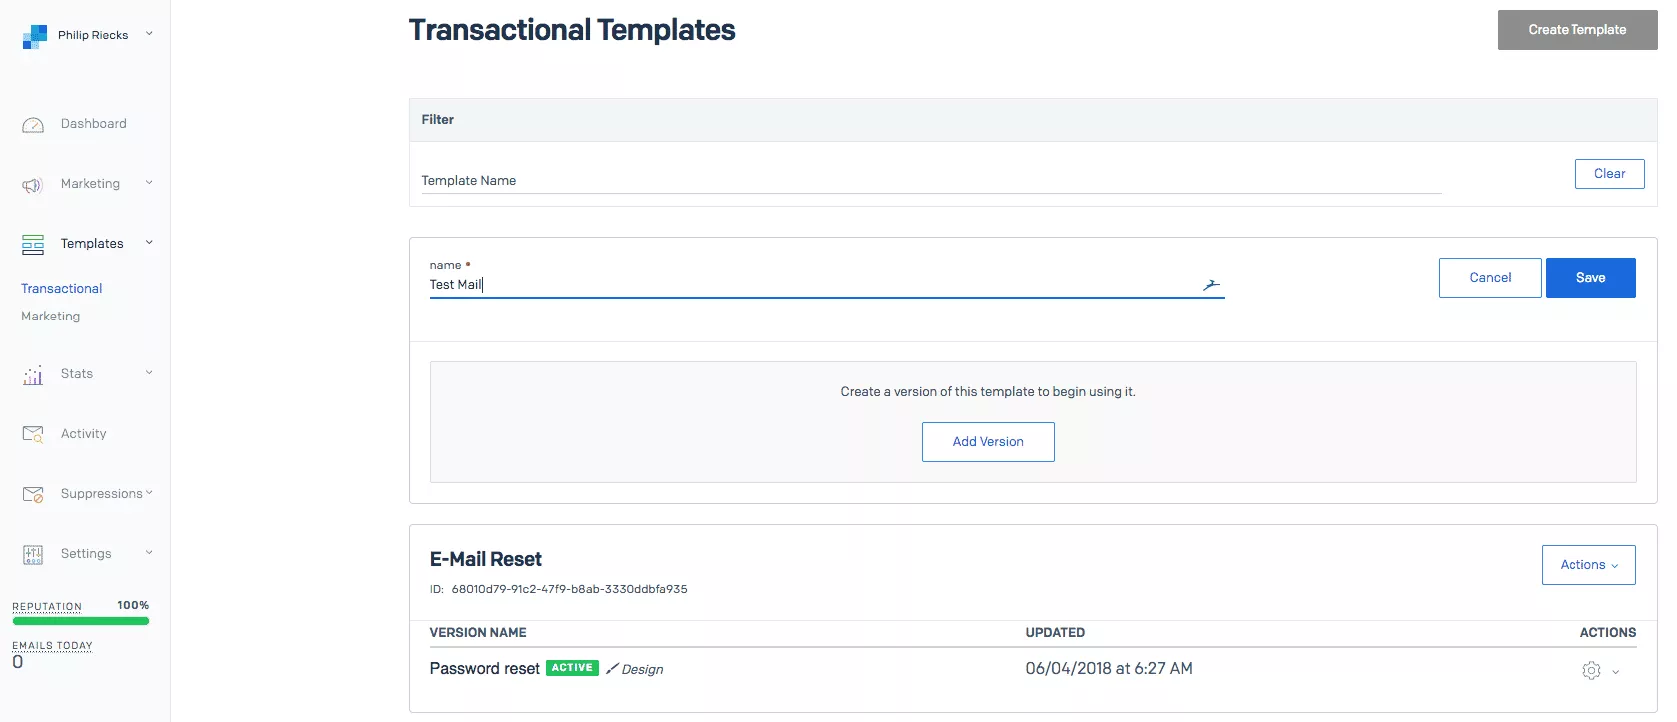 Philip Riecks
Dashboard
Marketing
Templates
Transactional
Marketing
Stats
Activity
Suppressions
Settings
REPUTATION 100%
EMAILS TODAY
0
Transactional Templates
Create Template
Filter
Template Name
Clear
name
Test Mail
Cancel
Save
Create a version of this template to begin using it.
Add Version
E-Mail Reset
Actions
ID: 68010d79-91c2-47f9-b8ab-3330ddbfa935
VERSION NAME UPDATED ACTIONS
Password reset ACTIVE Design 06/04/2018 at 6:27 AM